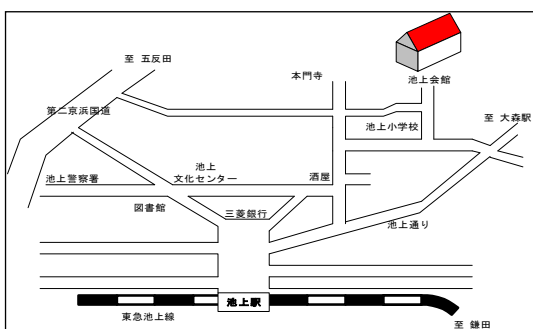 至 五反田
本門寺
池上会館
第二京浜国道
至 大森駅
池上小学校
池上
文化センター
池上警察署
酒屋
図書館
三菱銀行
池上通り
池上駅
東急池上線
至 鎌田